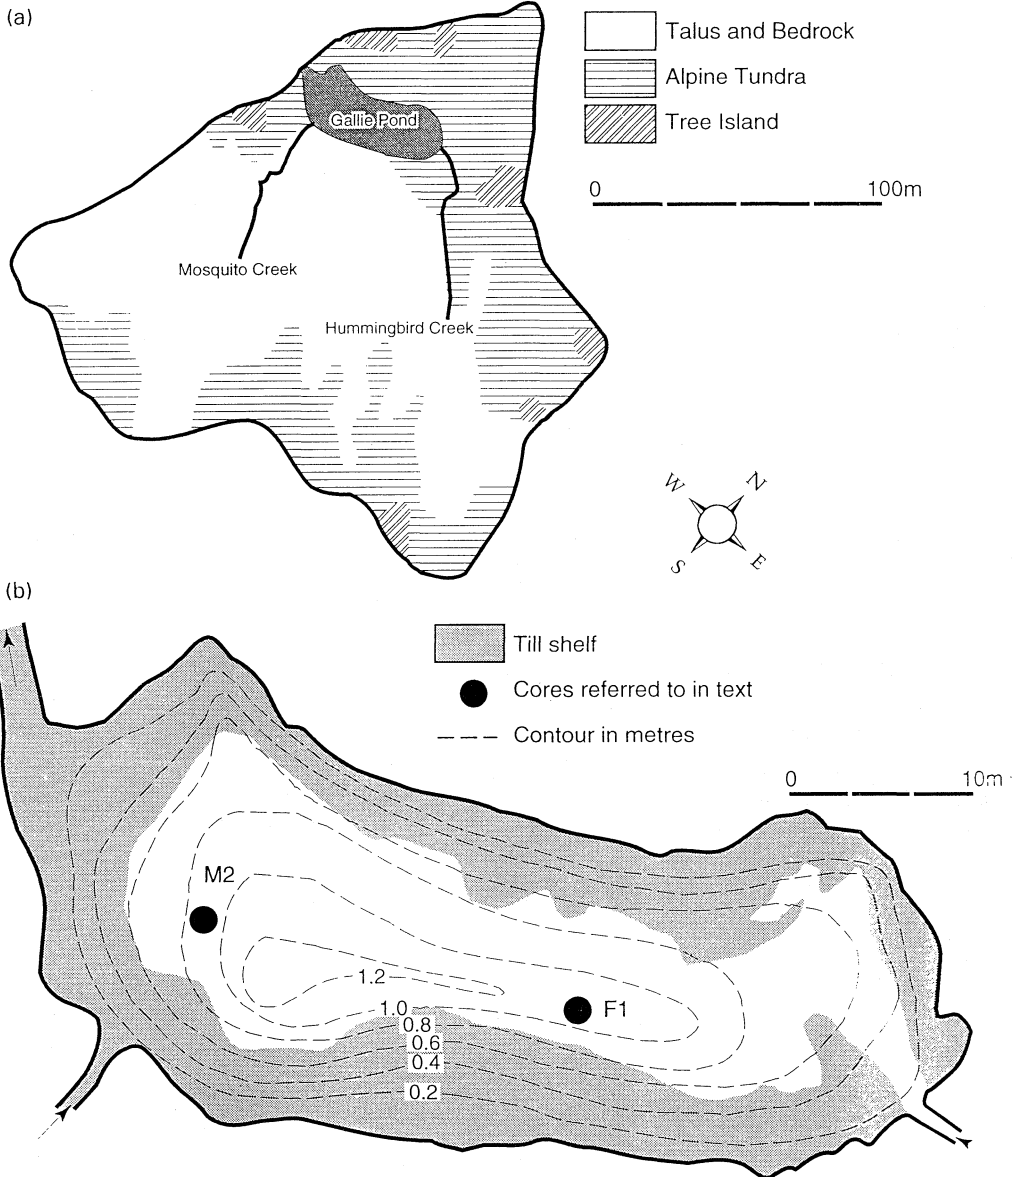 (a)
Talus and Bedrock
Alpine Tundra
Tree Island
Gallie Pond
0 100m
Mosquito Creek
Hummingbird Creek
W N
S E
(b)
Till shelf
Cores referred to in text
Contour in metres
0 10m
M2
1.2
1.0
F1
0.8
0.6
0.4
0.2